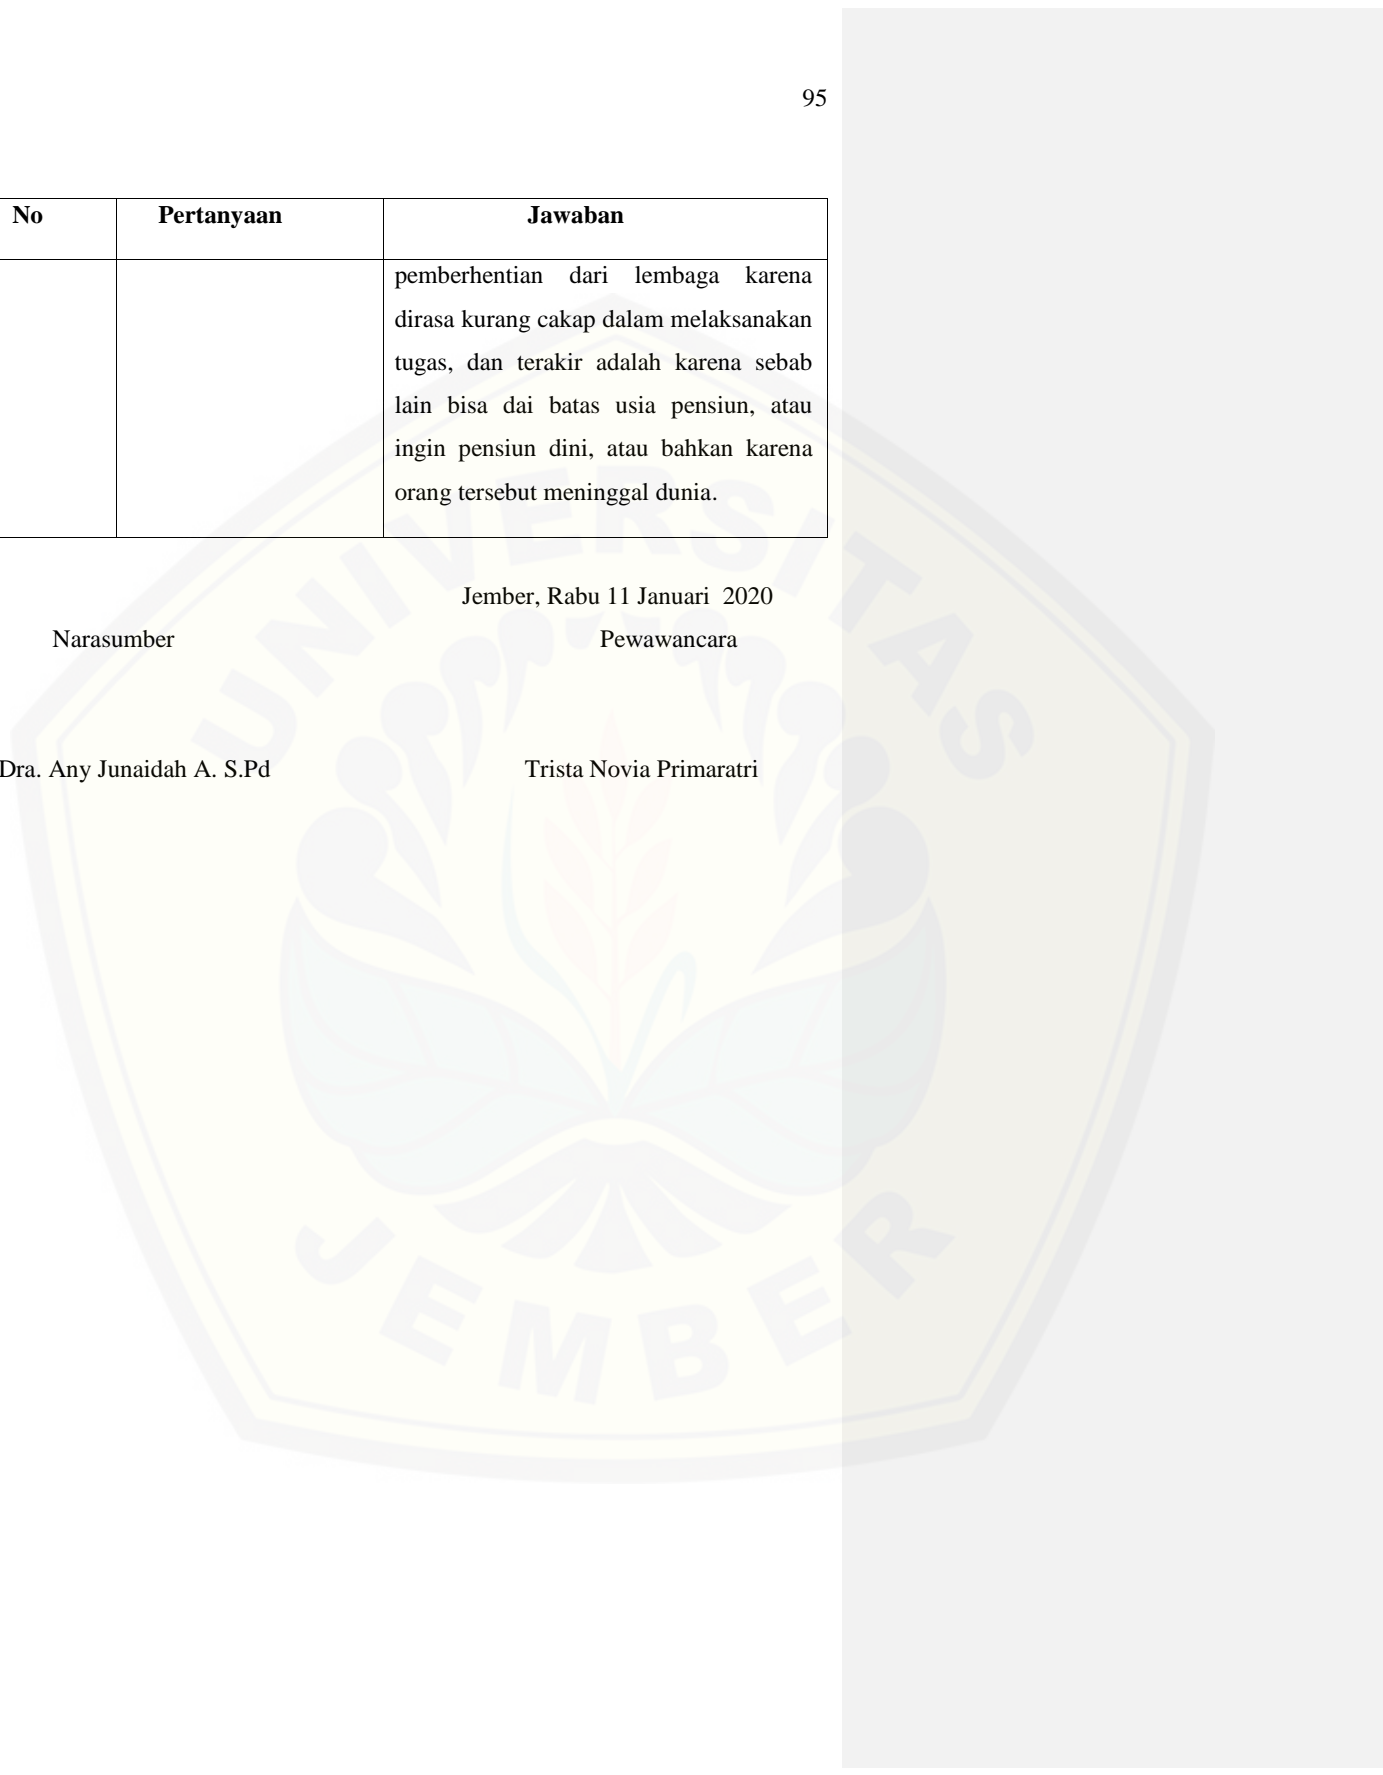 95
No Pertanyaan Jawaban
pemberhentian dari lembaga karena
dirasa kurang cakap dalam melaksanakan
tugas, dan terakir adalah karena sebab
lain bisa dai batas usia pensiun, atau
ingin pensiun dini, atau bahkan karena
orang tersebut meninggal dunia.
Jember, Rabu 11 Januari 2020
Narasumber Pewawancara
Dra. Any Junaidah A. S.Pd Trista Novia Primaratri
UNIVERSITAS
JEMBER